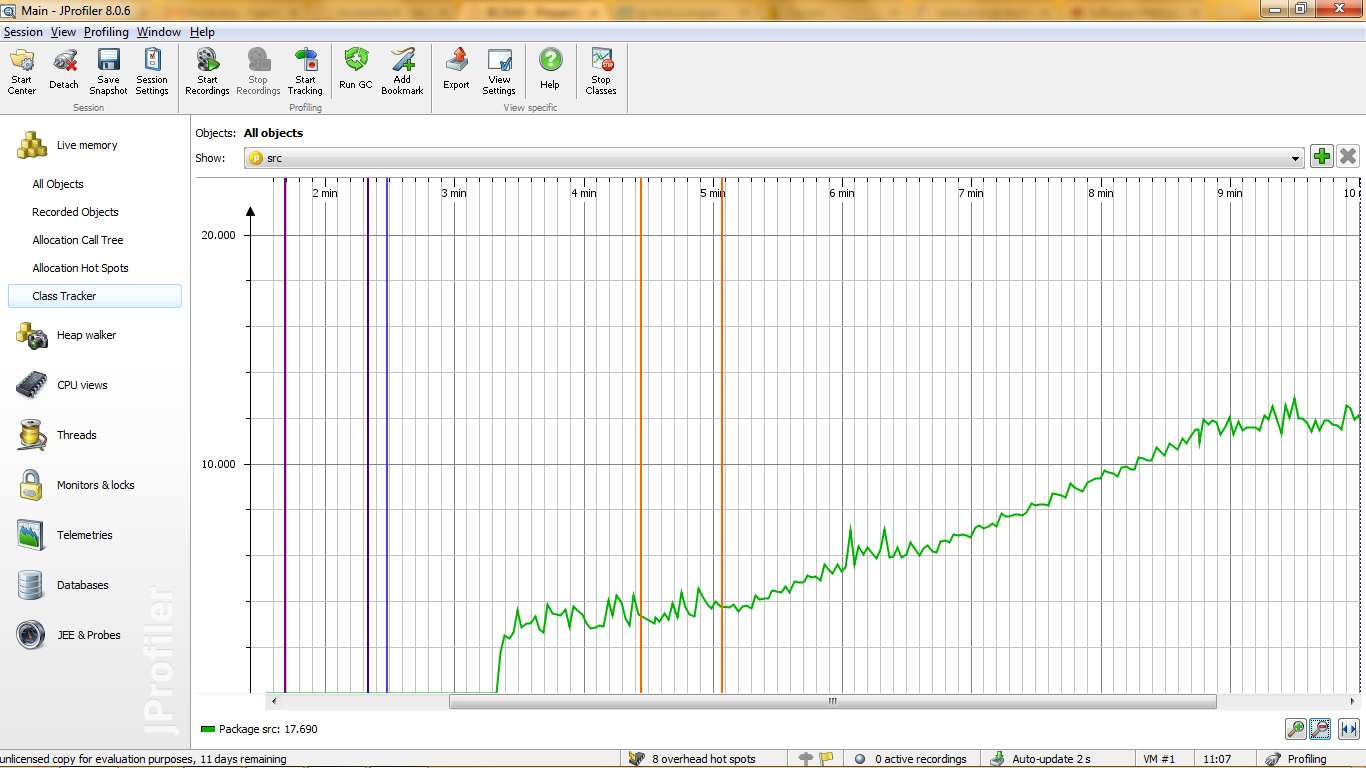 Main - JProfiler 8.0.6
Session View Profiling Window Help
Start Center
Detach
Save Snapshot
Session Settings
Start Recordings
Stop Recordings
Start Tracking
Run GC
Add Bookmark
Export
View Settings
Help
Stop Classes
Session
Profiling
View specific
Live memory
All Objects
Recorded Objects
Allocation Call Tree
Allocation Hot Spots
Class Tracker
Heap walker
CPU views
Threads
Monitors & locks
Telemetries
Databases
JEE & Probes
JProfiler
Objects: All objects
Show: p src
2 min 3 min 4 min 5 min 6 min 7 min 8 min 9 min 10
20.000
10.000
Package src: 17.690
unlicensed copy for evaluation purposes, 11 days remaining
8 overhead hot spots
0 active recordings
Auto-update 2 s
VM #1
11:07
Profiling